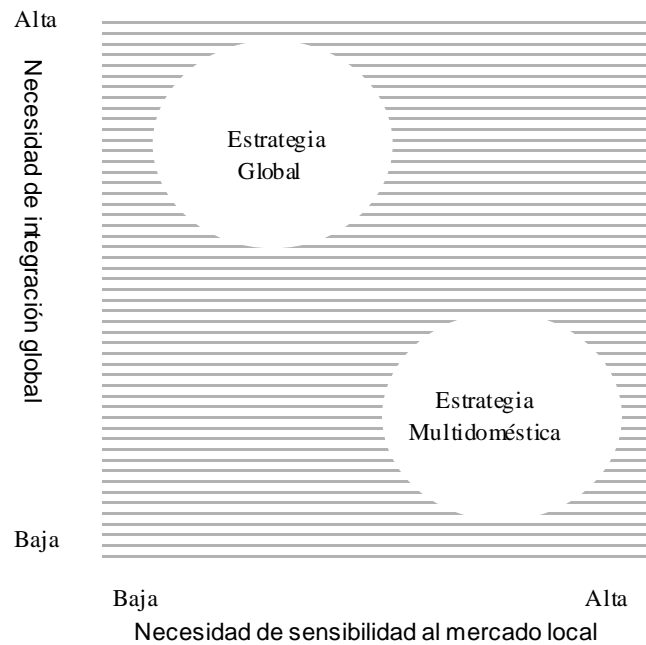 Alta
Necesidad de integración global
Estrategia
Global
Estrategia
Multidoméstica
Baja
Baja
Alta
Necesidad de sensibilidad al mercado local